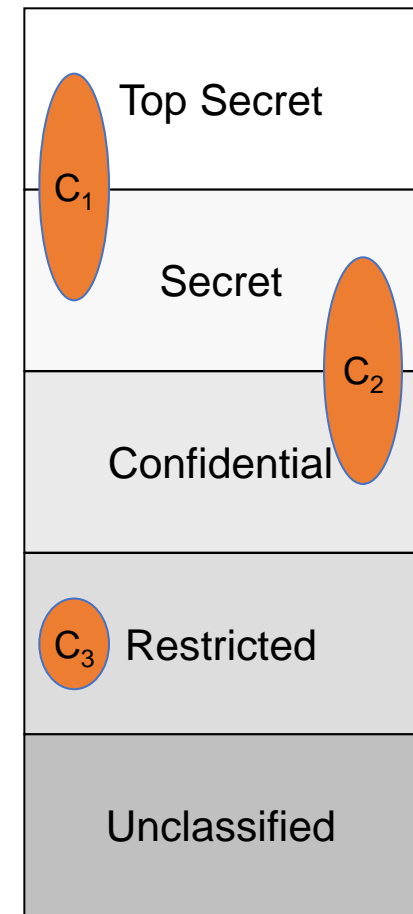 Top Secret
C₁
Secret
C₂
Confidential
C₃ Restricted
Unclassified